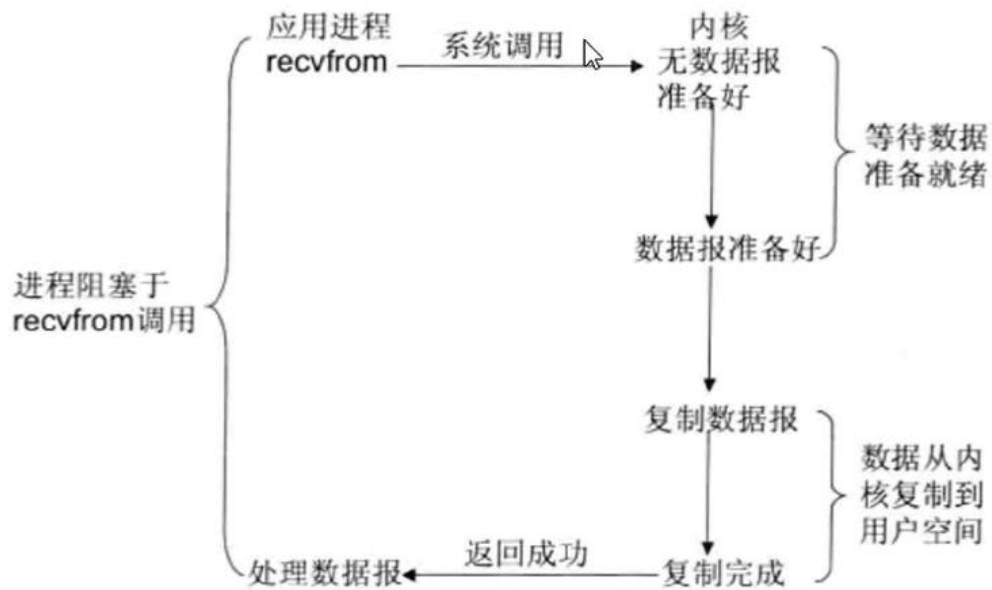 应用进程
recvfrom
系统调用
内核
无数据报
准备好
等待数据
准备就绪
数据报准备好
进程阻塞于
recvfrom调用
复制数据报
数据从内
核复制到
用户空间
处理数据报
返回成功
复制完成